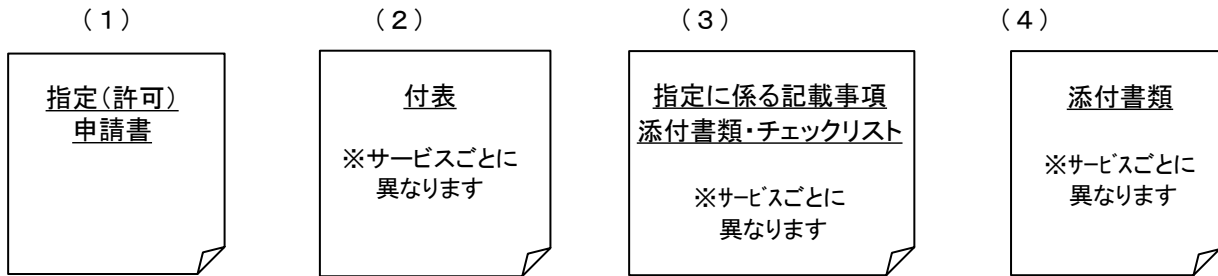 （１）
（２）
（３）
（４）
指定（許可）
申請書
付表
※サービスごとに
異なります
指定に係る記載事項
添付書類・チェックリスト
※ｻｰﾋﾞｽごとに
異なります
添付書類
※ｻｰﾋﾞｽごとに
異なります